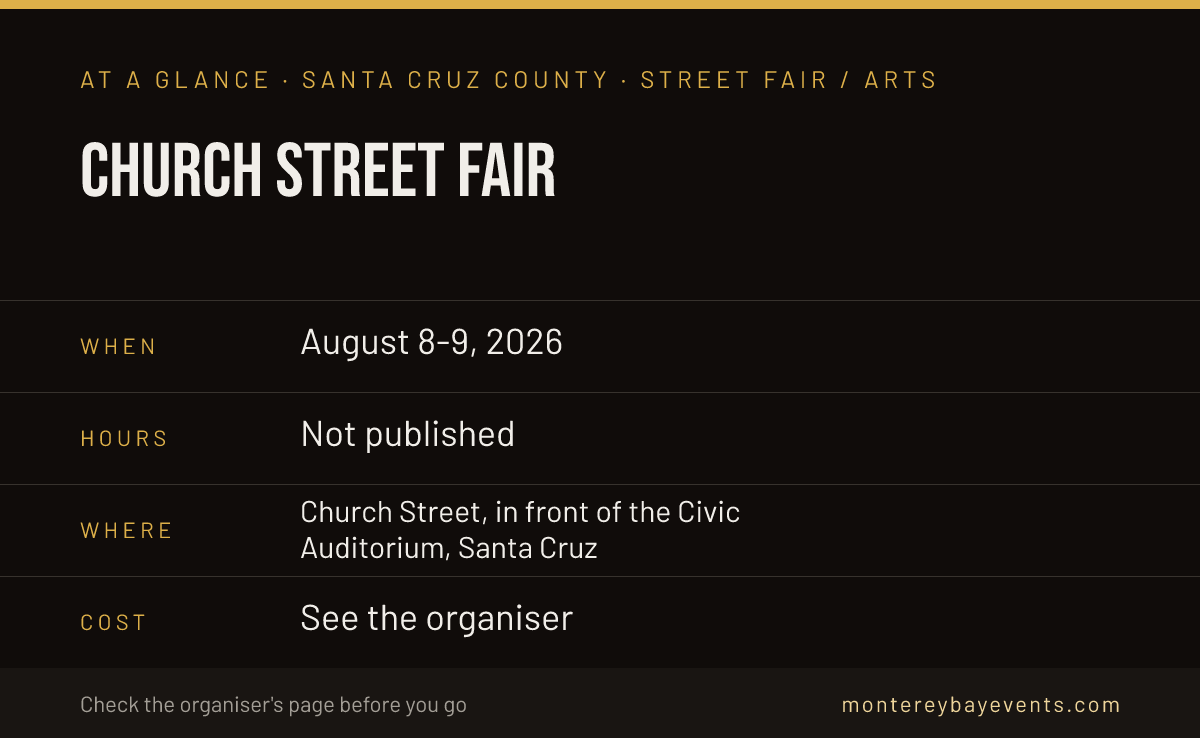 AT A GLANCE · SANTA CRUZ COUNTY · STREET FAIR / ARTS
CHURCH STREET FAIR
WHEN
August 8-9, 2026
HOURS
Not published
WHERE
Church Street, in front of the Civic
Auditorium, Santa Cruz
COST
See the organiser
Check the organiser's page before you go
montereybayevents.com